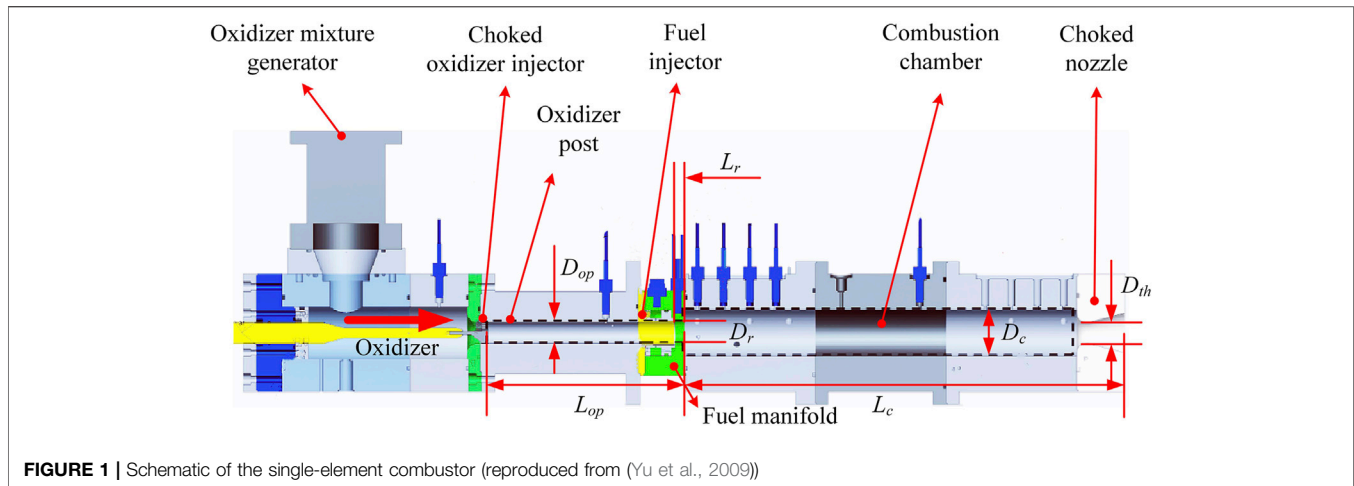 Oxidizer mixture
generator
Choked
oxidizer injector
Fuel
injector
Combustion
chamber
Choked
nozzle
Oxidizer
post
L_r
D_op
D_th
D_r
D_c
Oxidizer
L_op
Fuel manifold
L_c
FIGURE 1 | Schematic of the single-element combustor (reproduced from (Yu et al., 2009))